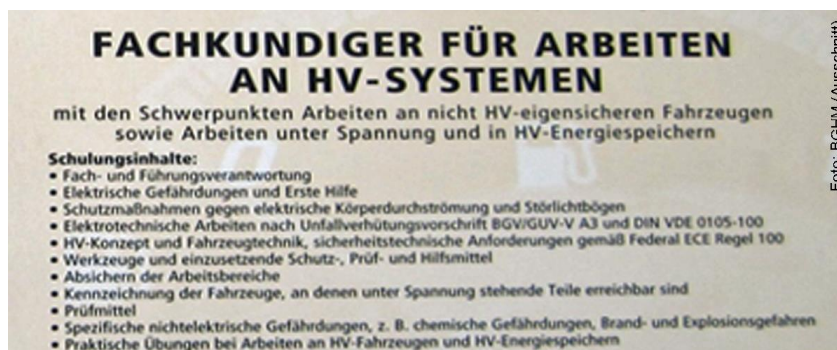 FACHKUNDIGER FÜR ARBEITEN
AN HV-SYSTEMEN
mit den Schwerpunkten Arbeiten an nicht HV-eigensicheren Fahrzeugen
sowie Arbeiten unter Spannung und in HV-Energiespeichern
Schulungsinhalte:
• Fach- und Führungsverantwortung
• Elektrische Gefährdungen und Erste Hilfe
• Schutzmaßnahmen gegen elektrische Körperdurchströmung und Störlichtbögen
• Elektrotechnische Arbeiten nach Unfallverhütungsvorschrift BGV/GUV-V A3 und DIN VDE 0105-100
• HV-Konzept und Fahrzeugtechnik, sicherheitstechnische Anforderungen gemäß Federal ECE Regel 100
• Werkzeuge und einzusetzende Schutz-, Prüf- und Hilfsmittel
• Absichern der Arbeitsbereiche
• Kennzeichnung der Fahrzeuge, an denen unter Spannung stehende Teile erreichbar sind
• Prüfmittel
• Spezifische nichtelektrische Gefährdungen, z. B. chemische Gefährdungen, Brand- und Explosionsgefahren
• Praktische Übungen bei Arbeiten an HV-Fahrzeugen und HV-Energiespeichern
Foto: BGHM (Ausschnitt)